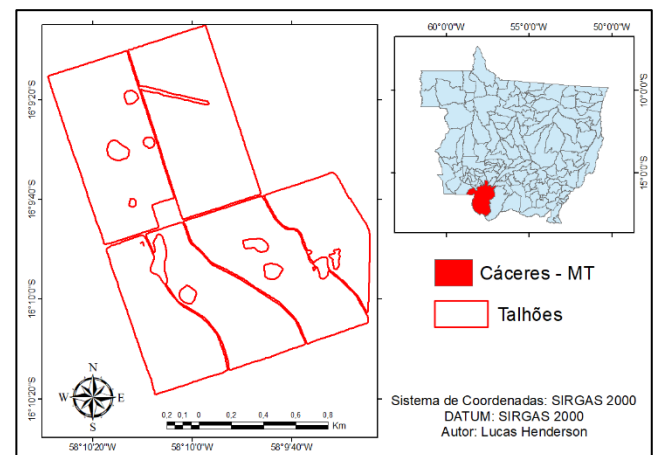 60°0'0"W 55°0'0"W 50°0'0"W
10°0'0"S
15°0'0"S
16°9'20"S
16°9'40"S
16°10'0"S
16°10'20"S
N
W E
S
0,2 0,1 0 0,2 0,4 0,6 0,8
Km
58°10'20"W 58°10'0"W 58°9'40"W
Cáceres - MT
Talhões
Sistema de Coordenadas: SIRGAS 2000
DATUM: SIRGAS 2000
Autor: Lucas Henderson